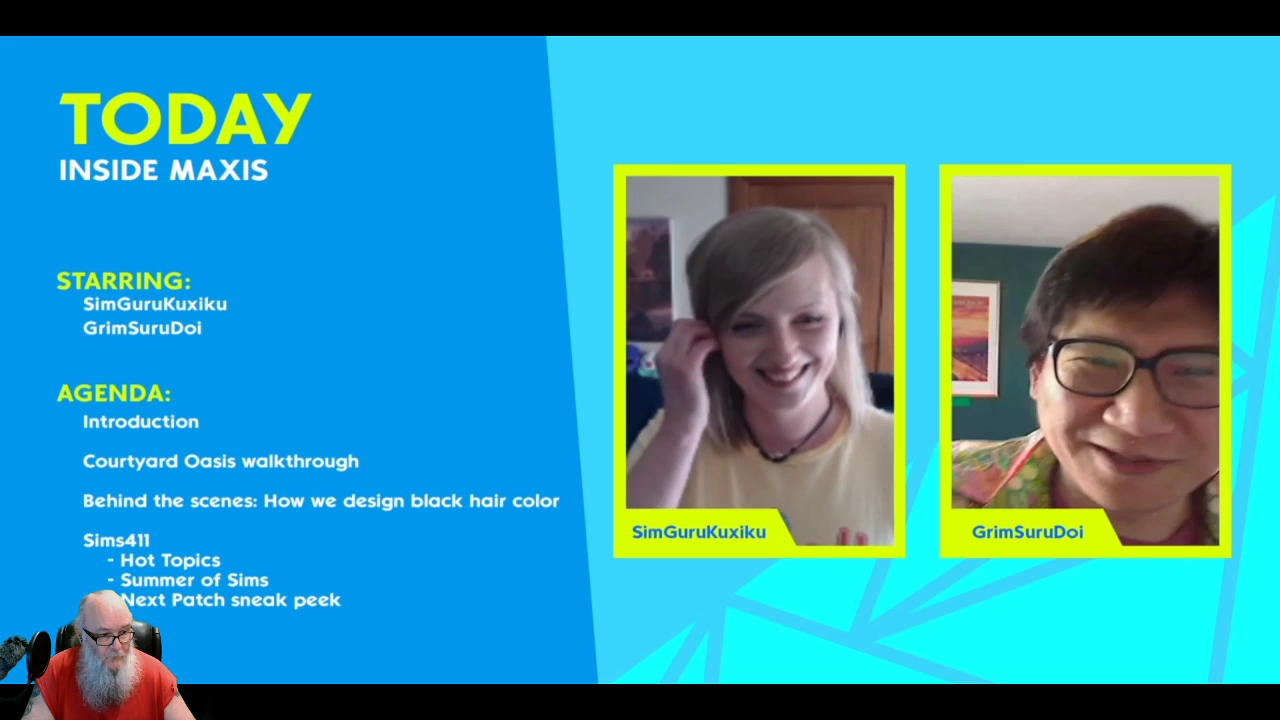 TODAY
INSIDE MAXIS
STARRING:
SimGuruKuxiku
GrimSuruDoi
AGENDA:
Introduction
Courtyard Oasis walkthrough
Behind the scenes: How we design black hair color
Sims411
- Hot Topics
- Summer of Sims
Next Patch sneak peek
SimGuruKuxiku
GrimSuruDoi